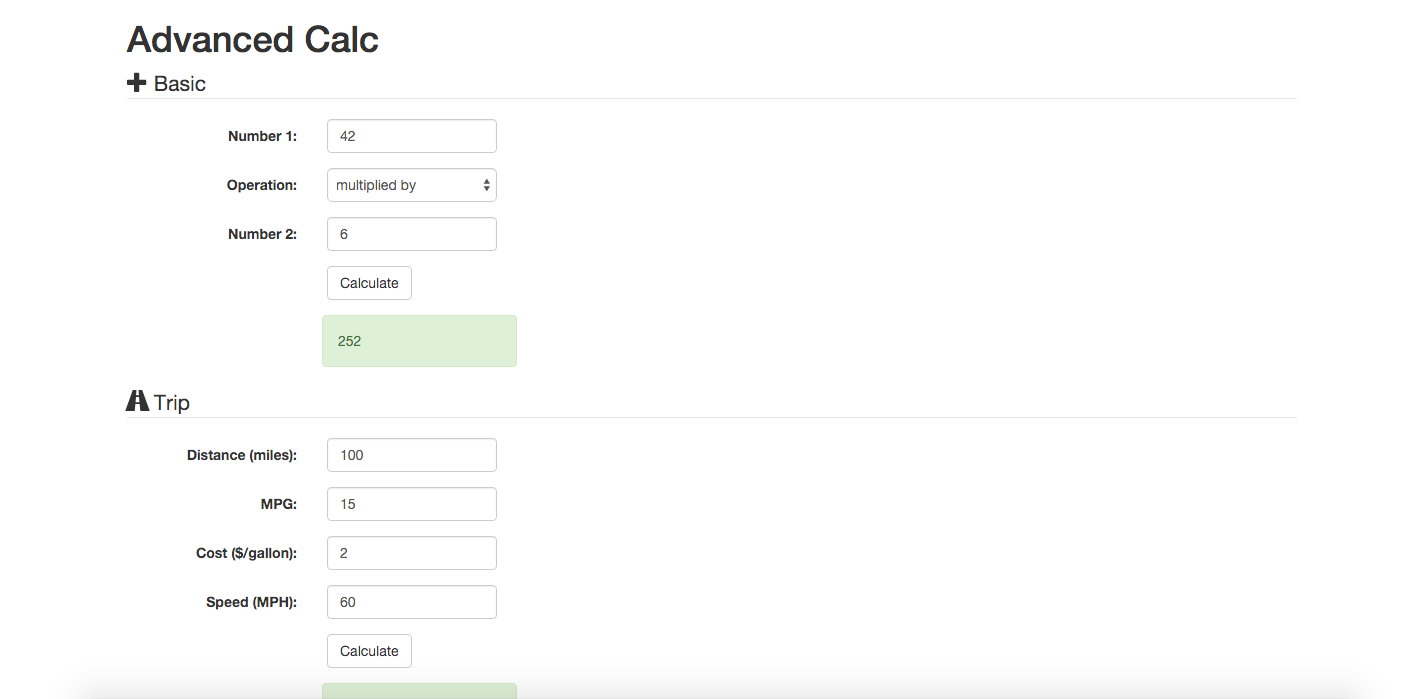 Advanced Calc
Basic
Number 1: 42
Operation: multiplied by
Number 2: 6
Calculate
252
Trip
Distance (miles): 100
MPG: 15
Cost ($/gallon): 2
Speed (MPH): 60
Calculate